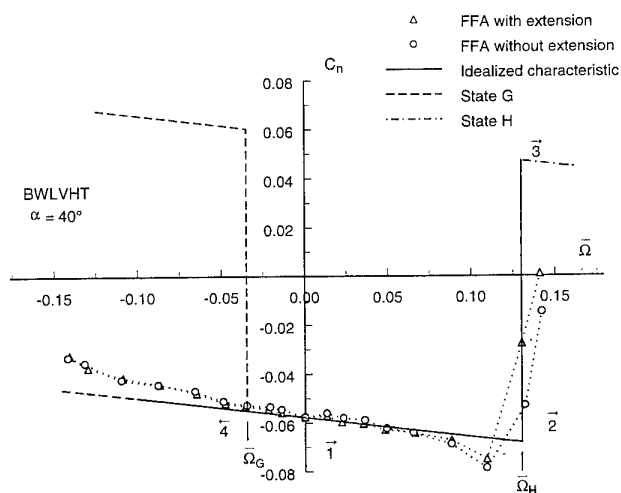 FFA with extension
FFA without extension
Idealized characteristic
State G
State H
Cn
0.08
0.06
0.04
0.02
BWLVHT
α = 40°
3
Ω̄
-0.15
-0.10
-0.05
0.00
0.05
0.10
0.15
-0.02
-0.04
-0.06
-0.08
4
Ω̄G
1
2
Ω̄H